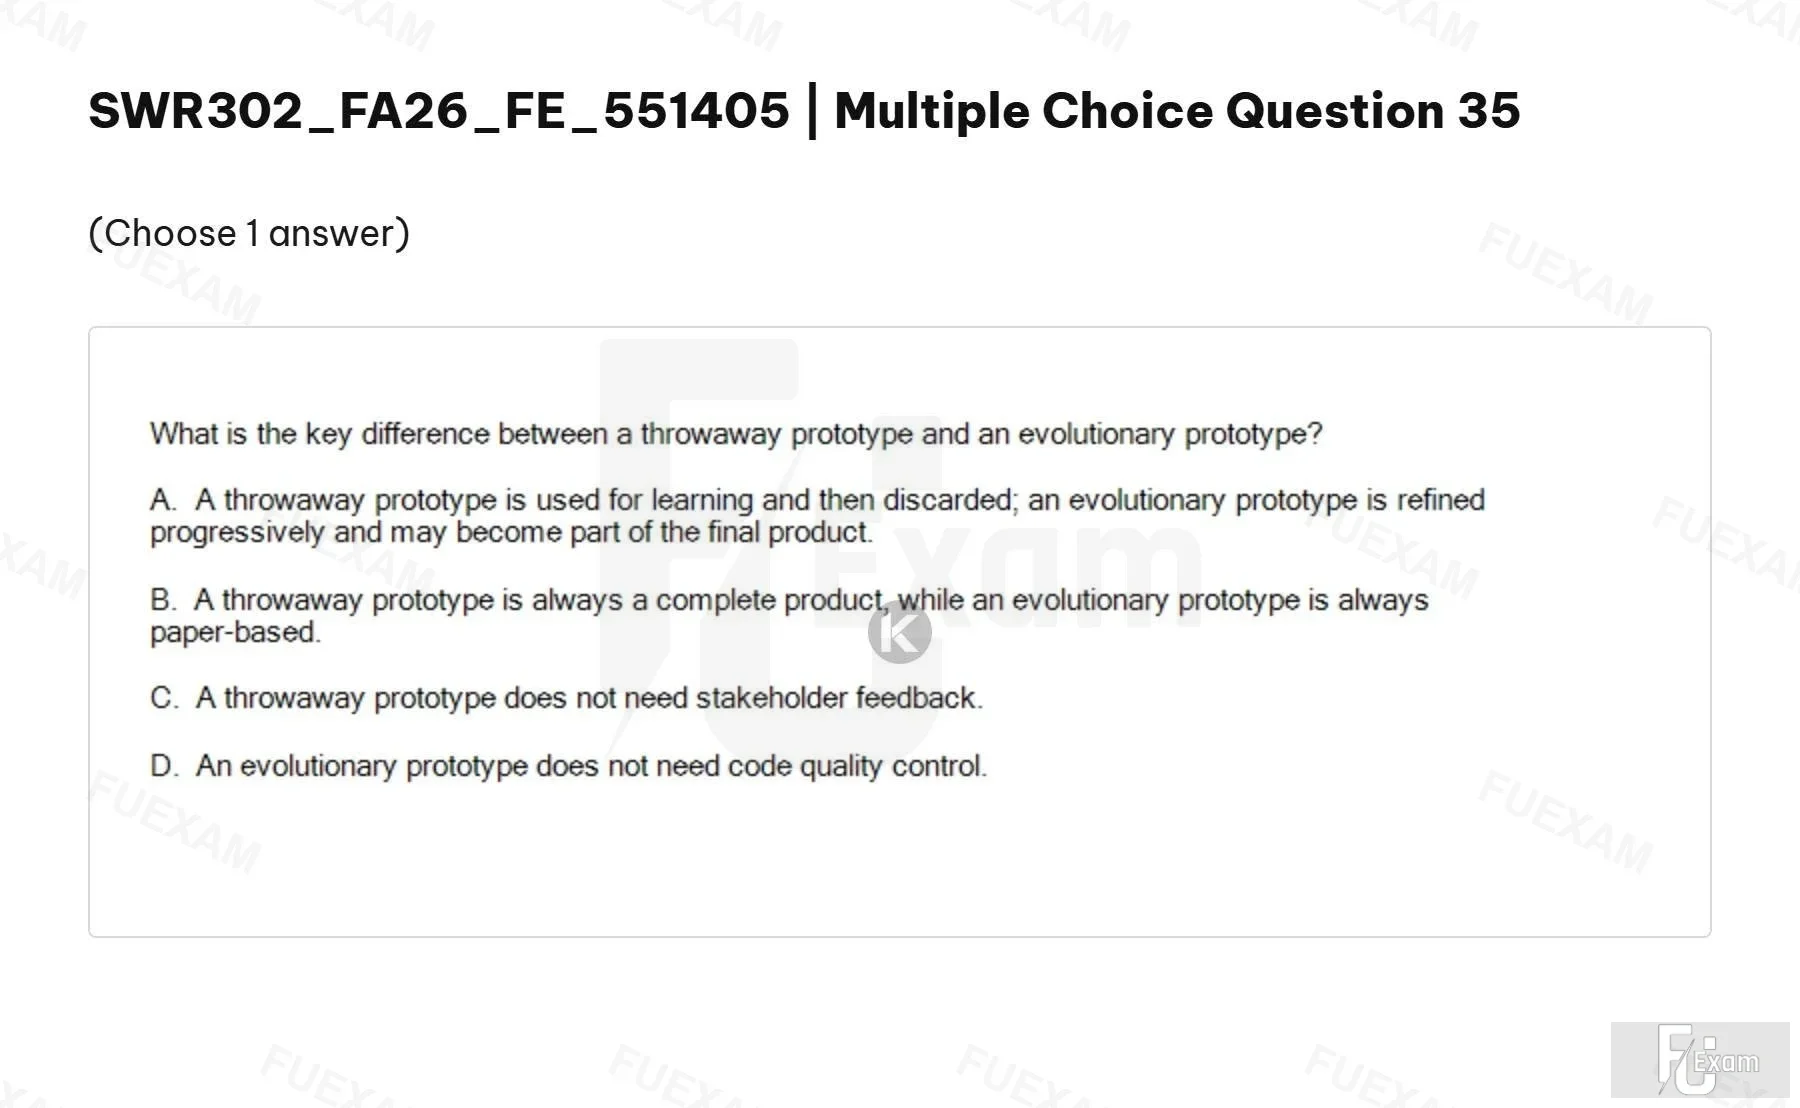 SWR302_FA26_FE_551405 | Multiple Choice Question 35
(Choose 1 answer)
What is the key difference between a throwaway prototype and an evolutionary prototype?
A. A throwaway prototype is used for learning and then discarded; an evolutionary prototype is refined
progressively and may become part of the final product.
B. A throwaway prototype is always a complete product, while an evolutionary prototype is always
paper-based.
C. A throwaway prototype does not need stakeholder feedback.
D. An evolutionary prototype does not need code quality control.
FUExam